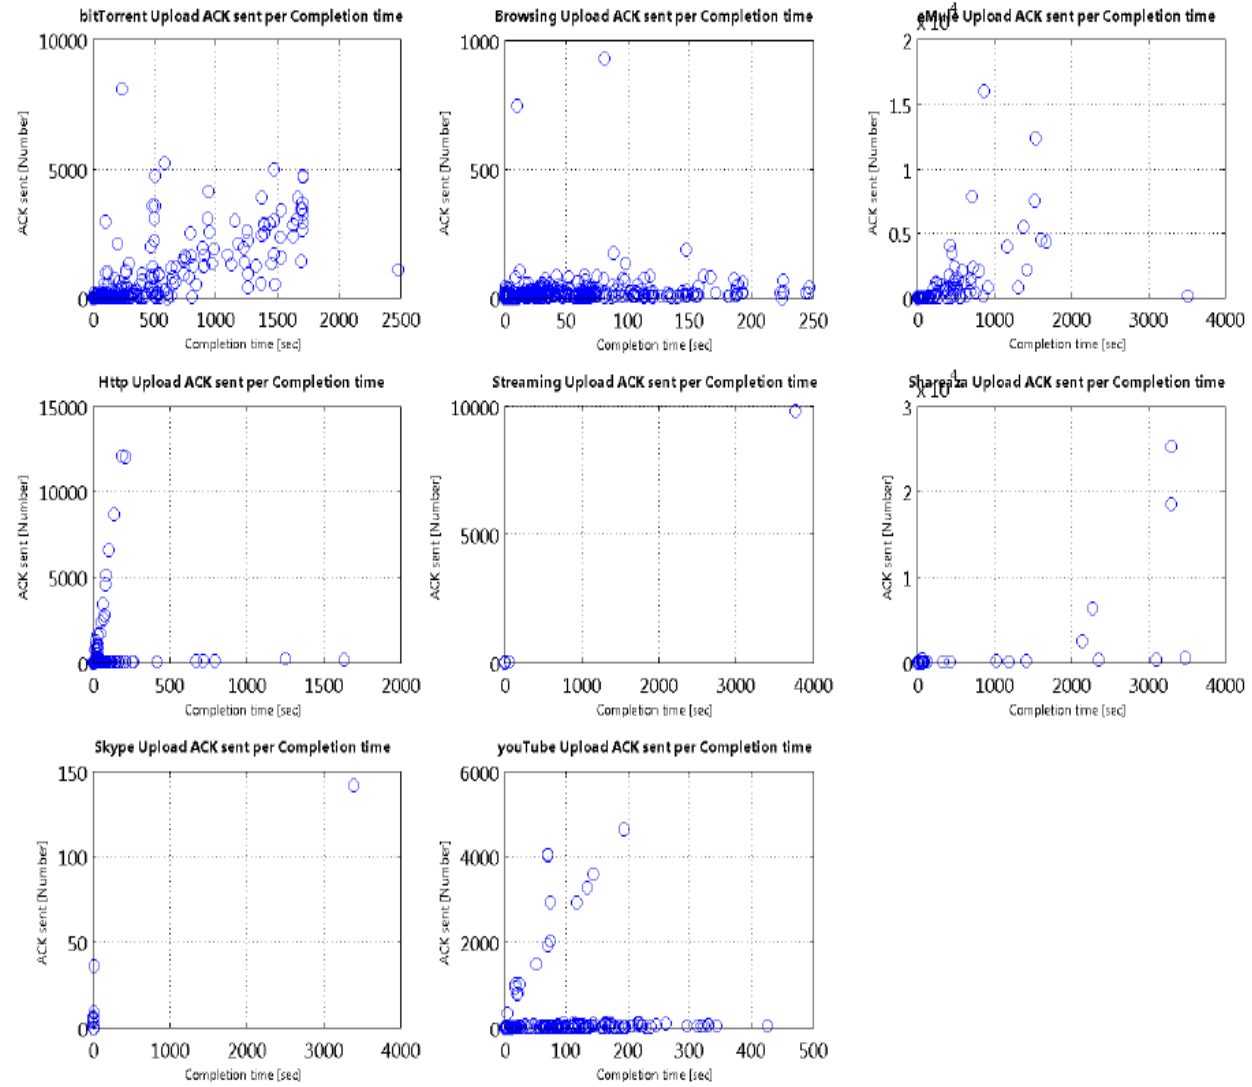 bitTorrent Upload ACK sent per Completion time
10000
5000
0
ACK sent [Number]
0 500 1000 1500 2000 2500
Completion time [sec]
Browsing Upload ACK sent per Completion time
1000
500
0
ACK sent [Number]
0 50 100 150 200 250
Completion time [sec]
eMule Upload ACK sent per Completion time
x 10^4
2
1.5
1
0.5
0
ACK sent [Number]
0 1000 2000 3000 4000
Completion time [sec]
Http Upload ACK sent per Completion time
15000
10000
5000
0
ACK sent [Number]
0 500 1000 1500 2000
Completion time [sec]
Streaming Upload ACK sent per Completion time
10000
5000
0
ACK sent [Number]
0 1000 2000 3000 4000
Completion time [sec]
Shareaza Upload ACK sent per Completion time
x 10^4
3
2
1
0
ACK sent [Number]
0 1000 2000 3000 4000
Completion time [sec]
Skype Upload ACK sent per Completion time
150
100
50
0
ACK sent [Number]
0 1000 2000 3000 4000
Completion time [sec]
youTube Upload ACK sent per Completion time
6000
4000
2000
0
ACK sent [Number]
0 100 200 300 400 500
Completion time [sec]